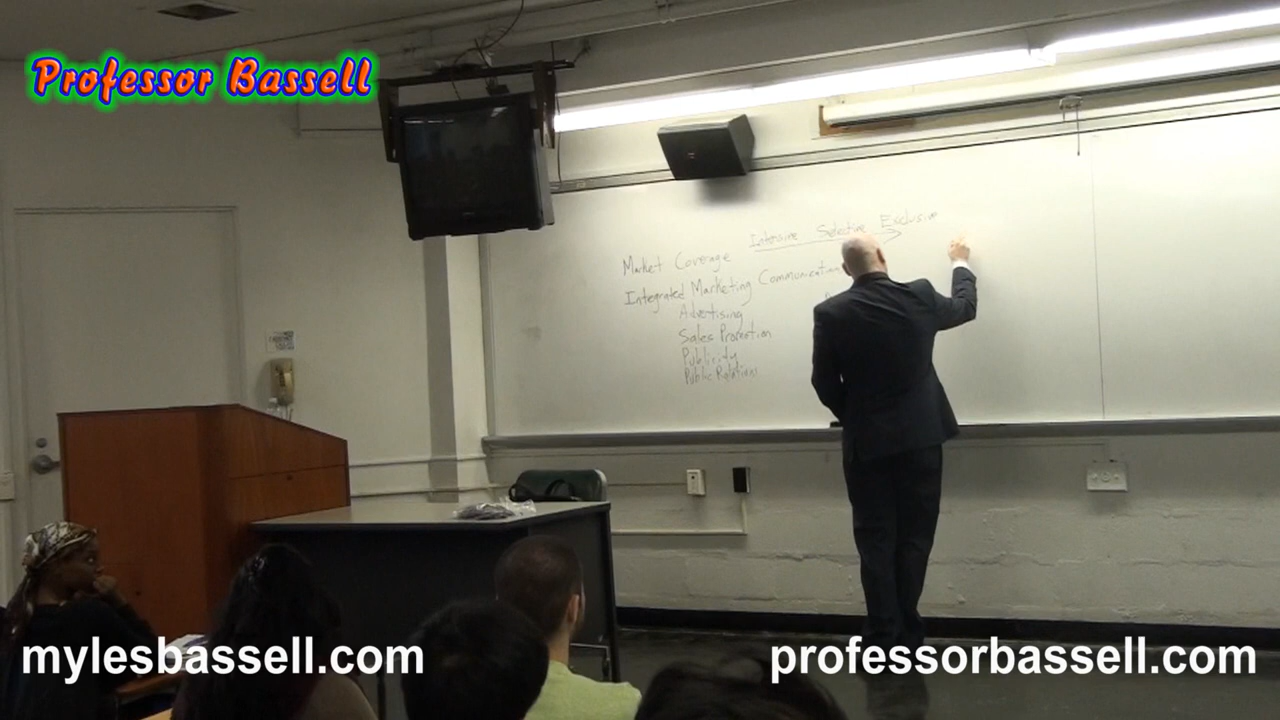 Professor Bassell
Intensive Selective Exclusive
Market Coverage
Integrated Marketing Communication
Advertising
Sales Promotion
Publicity
Public Relations
mylesbassell.com
professorbassell.com